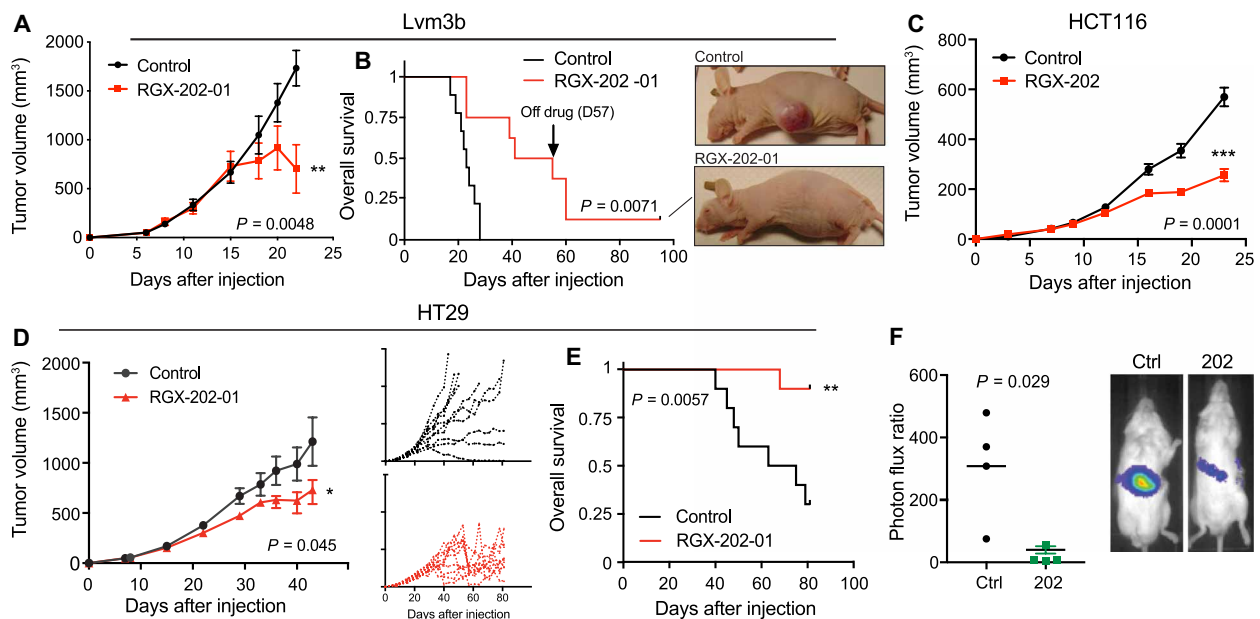 Lvm3b
HCT116
A
Tumor volume (mm³)
2000
1500
1000
500
0
0 5 10 15 20 25
Days after injection
Control
RGX-202-01
**
P = 0.0048
B
Overall survival
1
0.75
0.5
0.25
0
0 20 40 60 80 100
Days after injection
Control
RGX-202 -01
Off drug (D57)
P = 0.0071
Control
RGX-202-01
C
Tumor volume (mm³)
800
600
400
200
0
0 5 10 15 20 25
Days after injection
Control
RGX-202
***
P = 0.0001
HT29
D
Tumor volume (mm³)
2000
1500
1000
500
0
0 10 20 30 40
Days after injection
Control
RGX-202-01
*
P = 0.045
0 20 40 60 80 100
Days after injection
E
Overall survival
1
0.75
0.5
0.25
0 20 40 60 80 100
Days after injection
P = 0.0057
**
Control
RGX-202-01
F
Photon flux ratio
600
400
200
0
Ctrl 202
P = 0.029
Ctrl 202